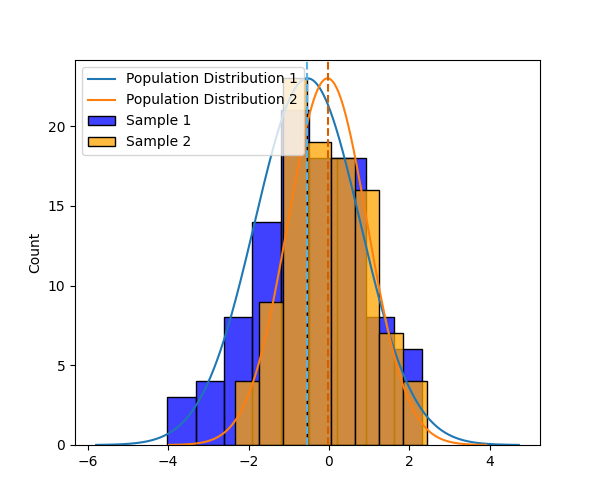 Population Distribution 1
Population Distribution 2
Sample 1
Sample 2
Count
20
15
10
5
0
−6
−4
−2
0
2
4